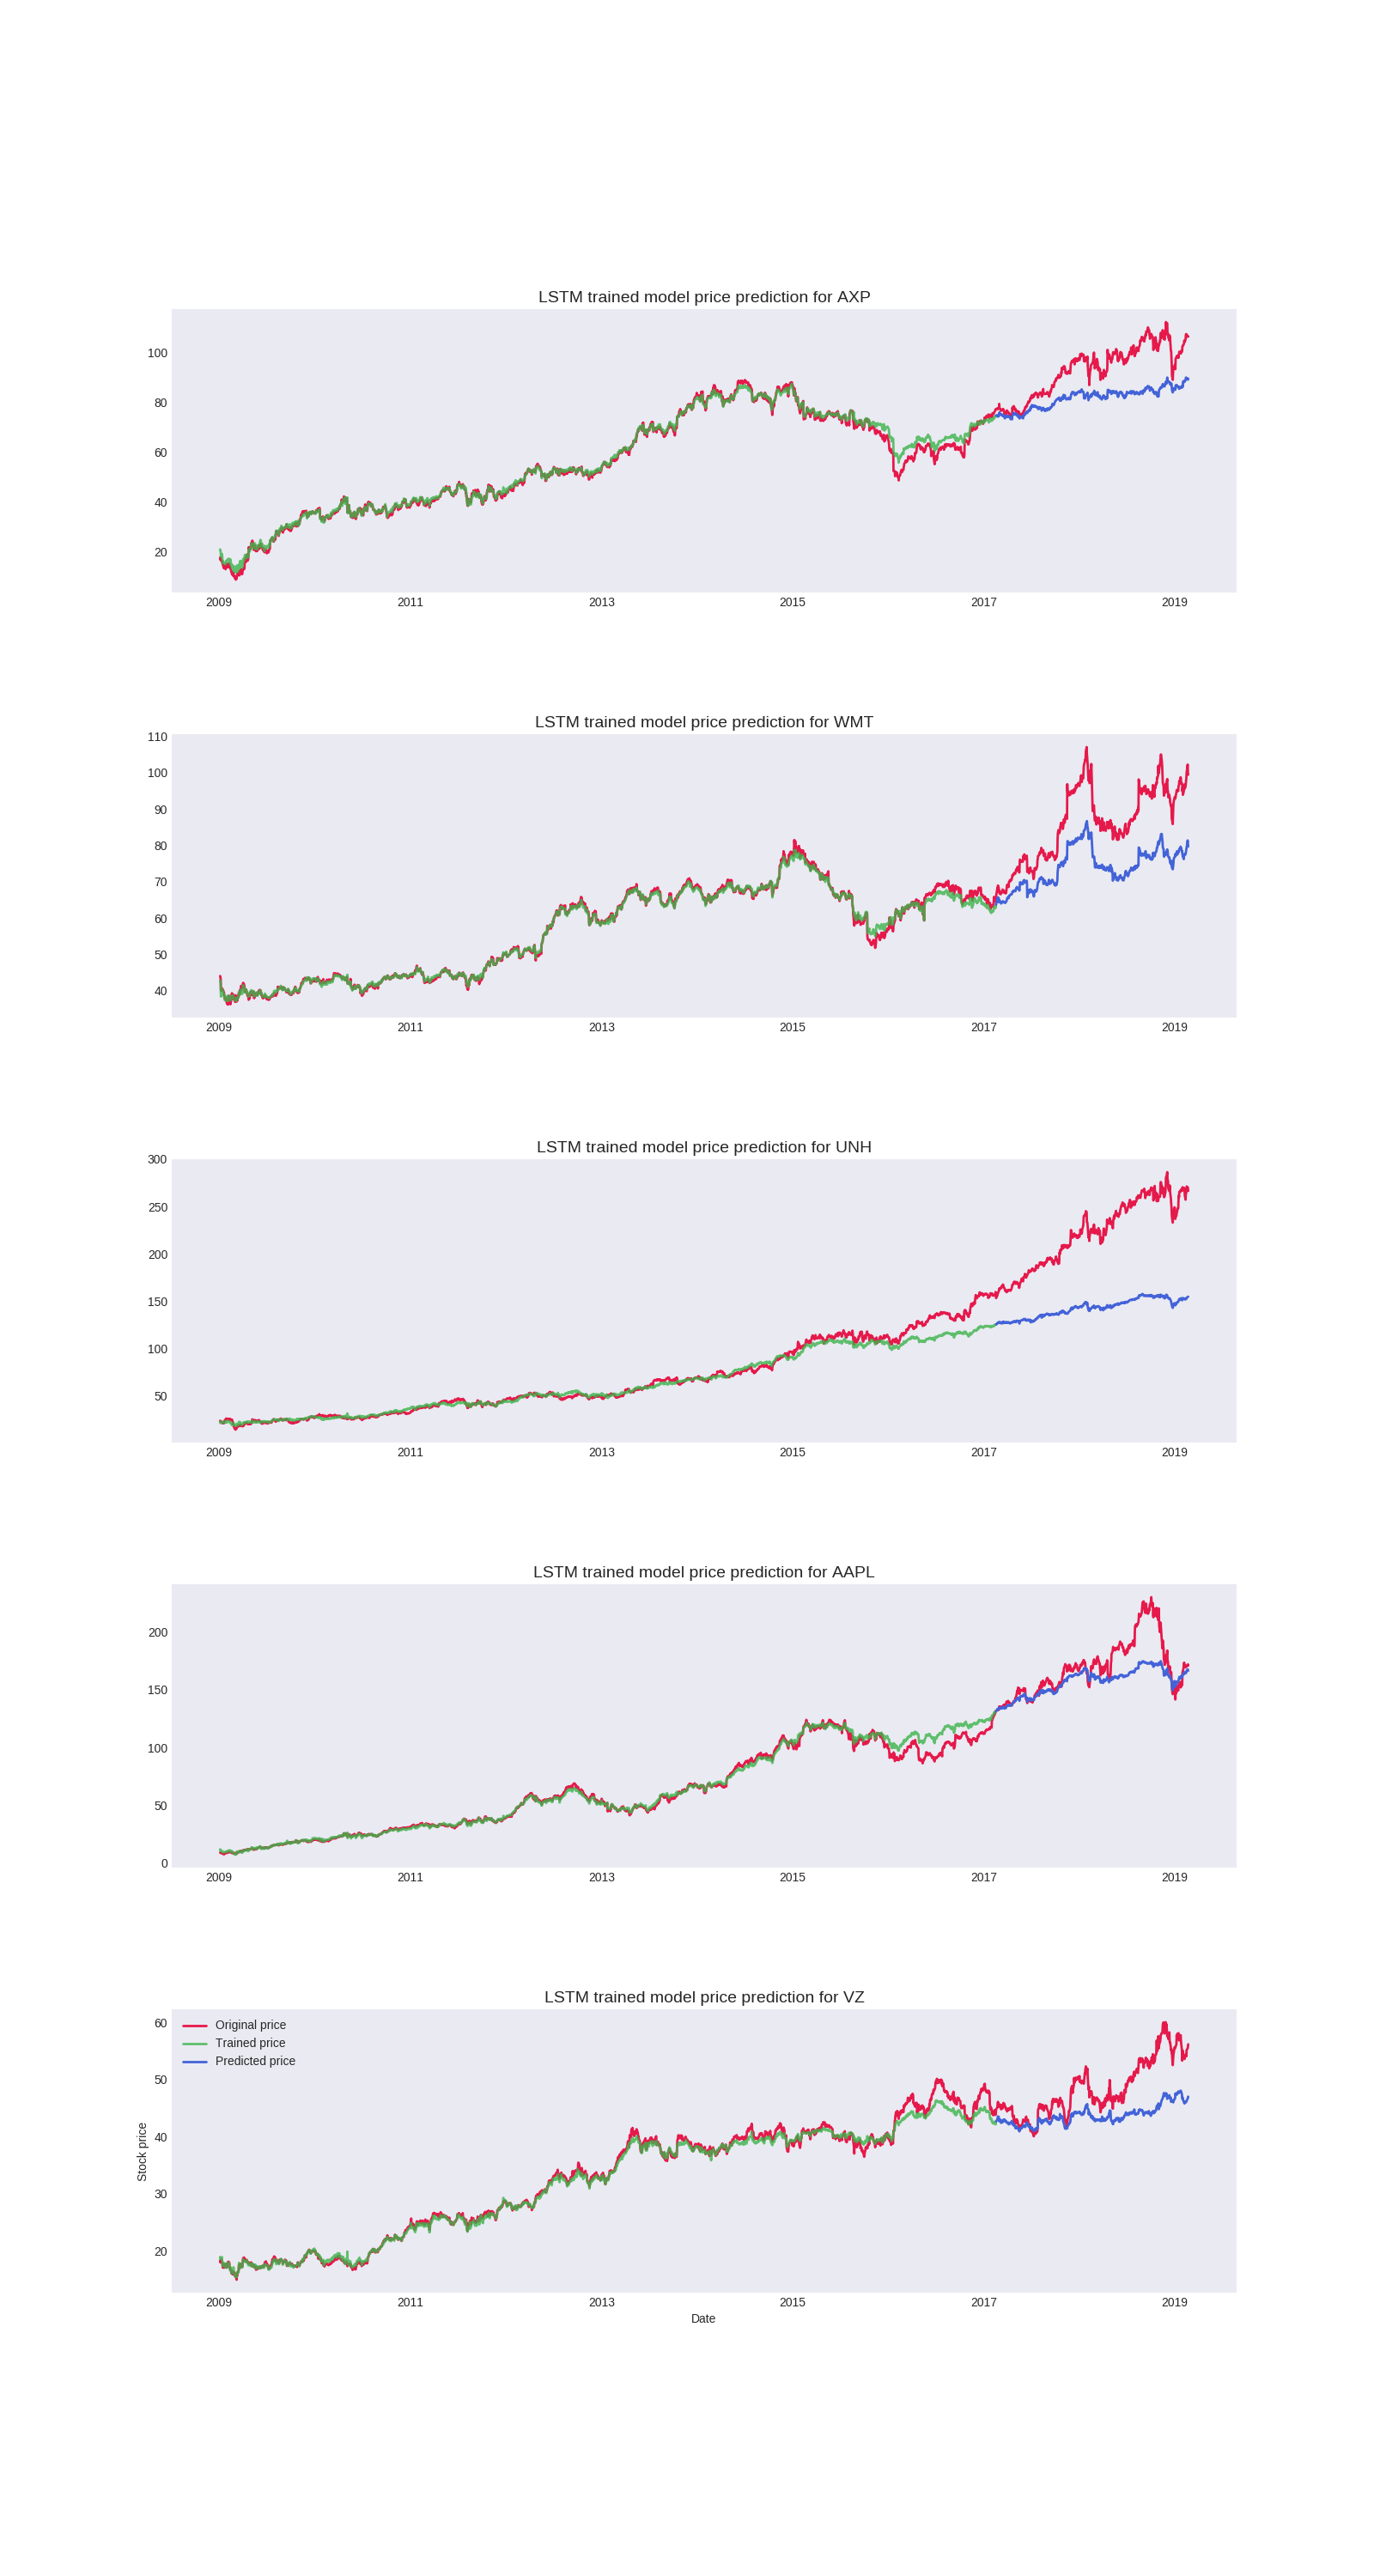 LSTM trained model price prediction for AXP
100
80
60
40
20
2009 2011 2013 2015 2017 2019
LSTM trained model price prediction for WMT
110
100
90
80
70
60
50
40
2009 2011 2013 2015 2017 2019
LSTM trained model price prediction for UNH
300
250
200
150
100
50
2009 2011 2013 2015 2017 2019
LSTM trained model price prediction for AAPL
200
150
100
50
0
2009 2011 2013 2015 2017 2019
LSTM trained model price prediction for VZ
Original price
Trained price
Predicted price
60
50
40
30
20
Stock price
2009 2011 2013 2015 2017 2019
Date